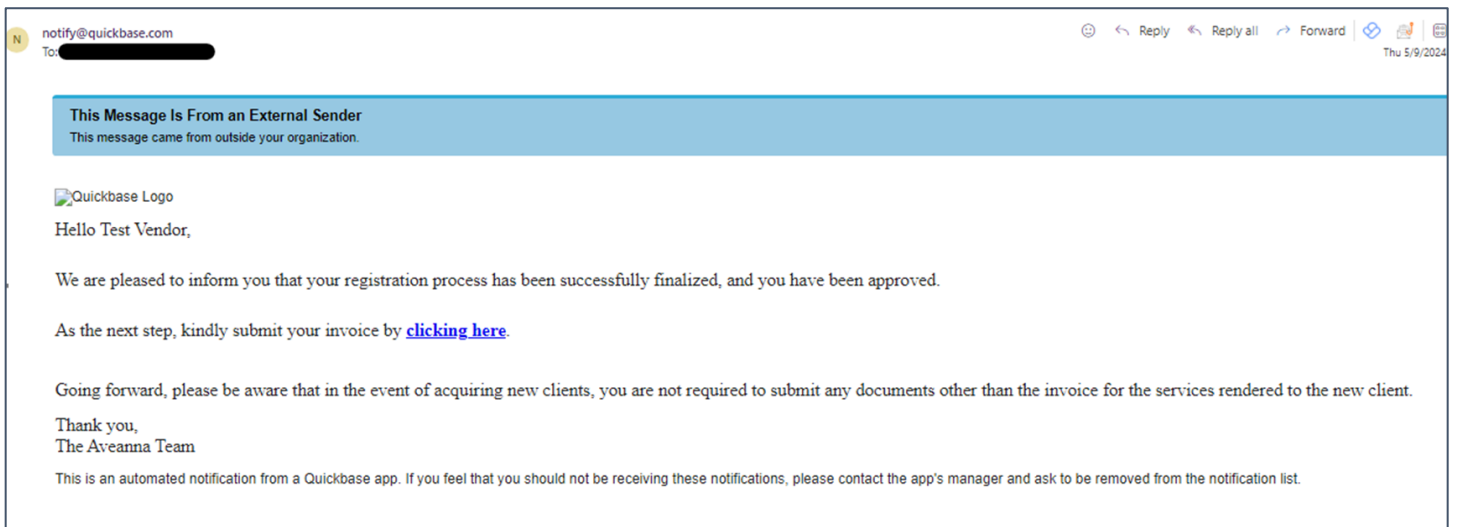 N
notify@quickbase.com
To:
Reply Reply all Forward
Thu 5/9/2024
This Message Is From an External Sender
This message came from outside your organization.
Quickbase Logo
Hello Test Vendor,
We are pleased to inform you that your registration process has been successfully finalized, and you have been approved.
As the next step, kindly submit your invoice by clicking here.
Going forward, please be aware that in the event of acquiring new clients, you are not required to submit any documents other than the invoice for the services rendered to the new client.
Thank you,
The Aveanna Team
This is an automated notification from a Quickbase app. If you feel that you should not be receiving these notifications, please contact the app's manager and ask to be removed from the notification list.